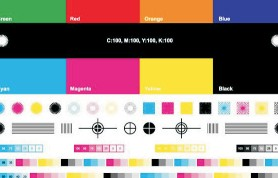 reen Red Orange Blue
C:100, M:100, Y:100, K:100
yan Magenta Yellow Black